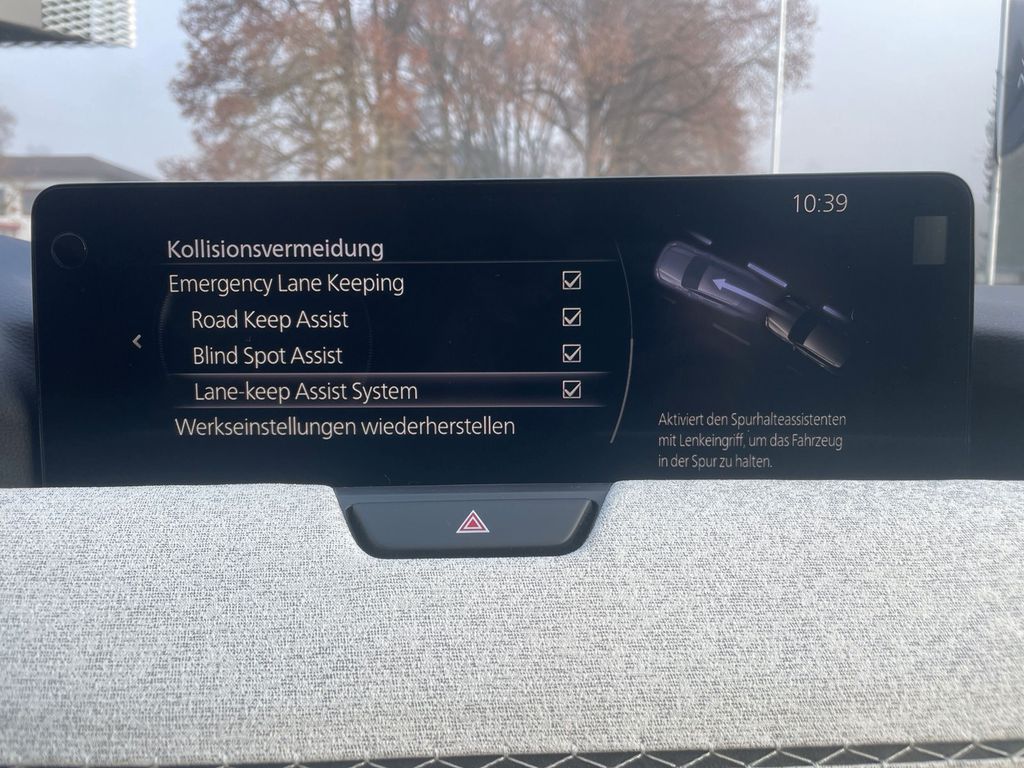 10:39
Kollisionsvermeidung
Emergency Lane Keeping
Road Keep Assist
Blind Spot Assist
Lane-keep Assist System
Werkseinstellungen wiederherstellen
Aktiviert den Spurhalteassistenten
mit Lenkeingriff, um das Fahrzeug
in der Spur zu halten.